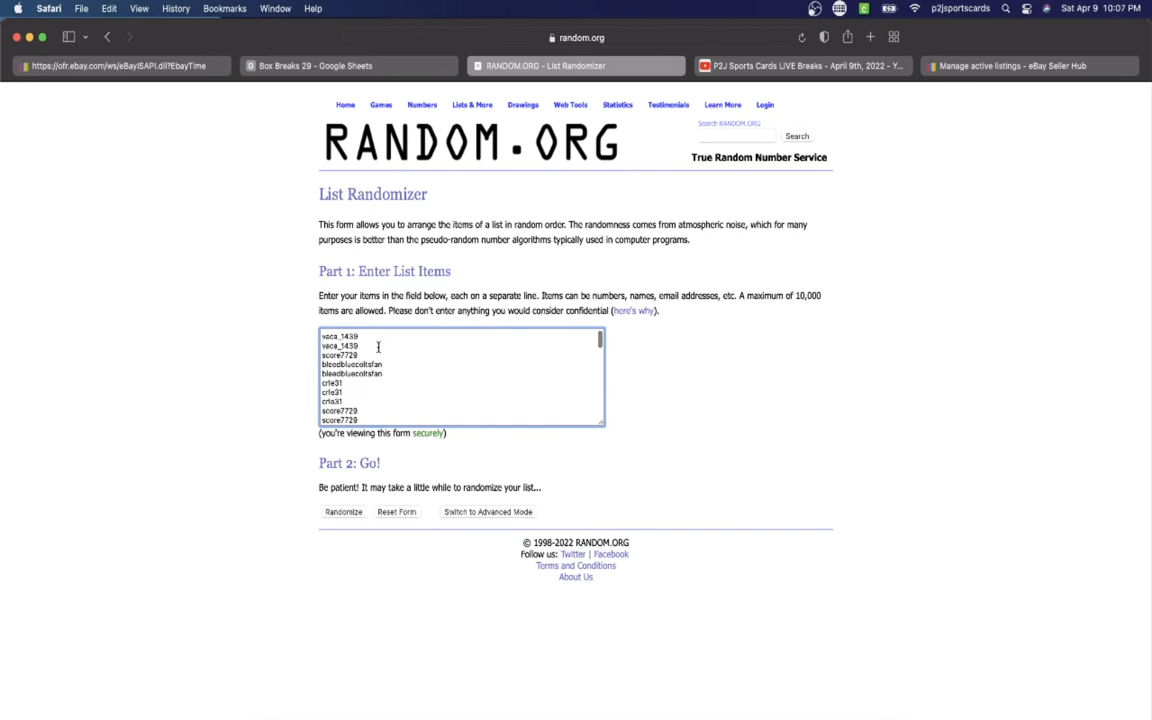 Safari File Edit View History Bookmarks Window Help p2jsportscards Sat Apr 9 10:07 PM
random.org
https://ofr.ebay.com/ws/eBayISAPI.dll?EbayTime Box Breaks 29 - Google Sheets RANDOM.ORG - List Randomizer P2J Sports Cards LIVE Breaks - April 9th, 2022 - Y... Manage active listings - eBay Seller Hub
Home Games Numbers Lists & More Drawings Web Tools Statistics Testimonials Learn More Login
RANDOM.ORG
Search RANDOM.ORG
Search
True Random Number Service
List Randomizer
This form allows you to arrange the items of a list in random order. The randomness comes from atmospheric noise, which for many
purposes is better than the pseudo-random number algorithms typically used in computer programs.
Part 1: Enter List Items
Enter your items in the field below, each on a separate line. Items can be numbers, names, email addresses, etc. A maximum of 10,000
items are allowed. Please don't enter anything you would consider confidential (here's why).
vaca_1439
vaca_1439
score7729
bleedbluecoltsfan
bleedbluecoltsfan
crle31
crle31
crle31
score7729
score7729
(you're viewing this form securely)
Part 2: Go!
Be patient! It may take a little while to randomize your list...
Randomize Reset Form Switch to Advanced Mode
© 1998-2022 RANDOM.ORG
Follow us: Twitter | Facebook
Terms and Conditions
About Us